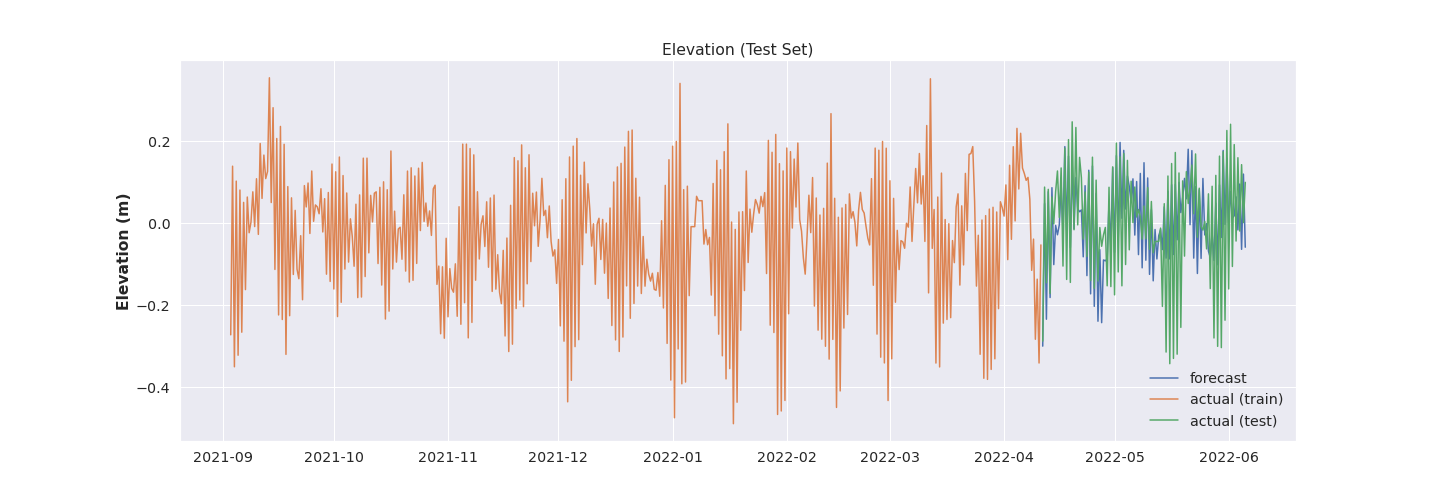 Elevation (Test Set)
Elevation (m)
0.2
0.0
−0.2
−0.4
2021-09 2021-10 2021-11 2021-12 2022-01 2022-02 2022-03 2022-04 2022-05 2022-06
forecast
actual (train)
actual (test)